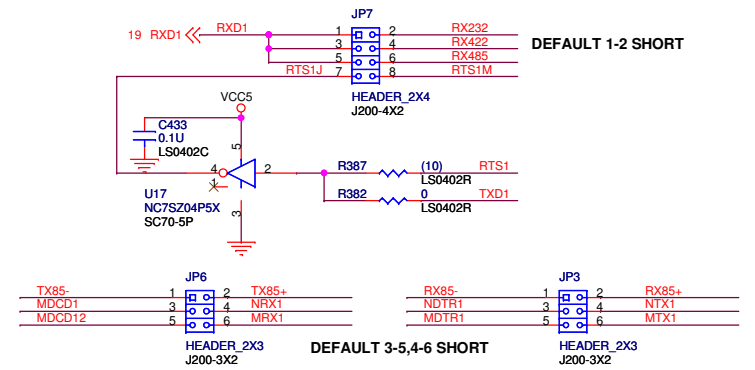 JP7
19 RXD1 RXD1 1 2 RX232
3 4 RX422
5 6 RX485
RTS1J 7 8 RTS1M
DEFAULT 1-2 SHORT
HEADER_2X4
J200-4X2
VCC5
C433
0.1U
LS0402C
5
4 2
1
3
U17
NC7SZ04P5X
SC70-5P
R387 (10) RTS1
LS0402R
R382 0 TXD1
LS0402R
JP6
TX85- 1 2 TX85+
MDCD1 3 4 NRX1
MDCD12 5 6 MRX1
HEADER_2X3
J200-3X2
DEFAULT 3-5,4-6 SHORT
JP3
RX85- 1 2 RX85+
NDTR1 3 4 NTX1
MDTR1 5 6 MTX1
HEADER_2X3
J200-3X2